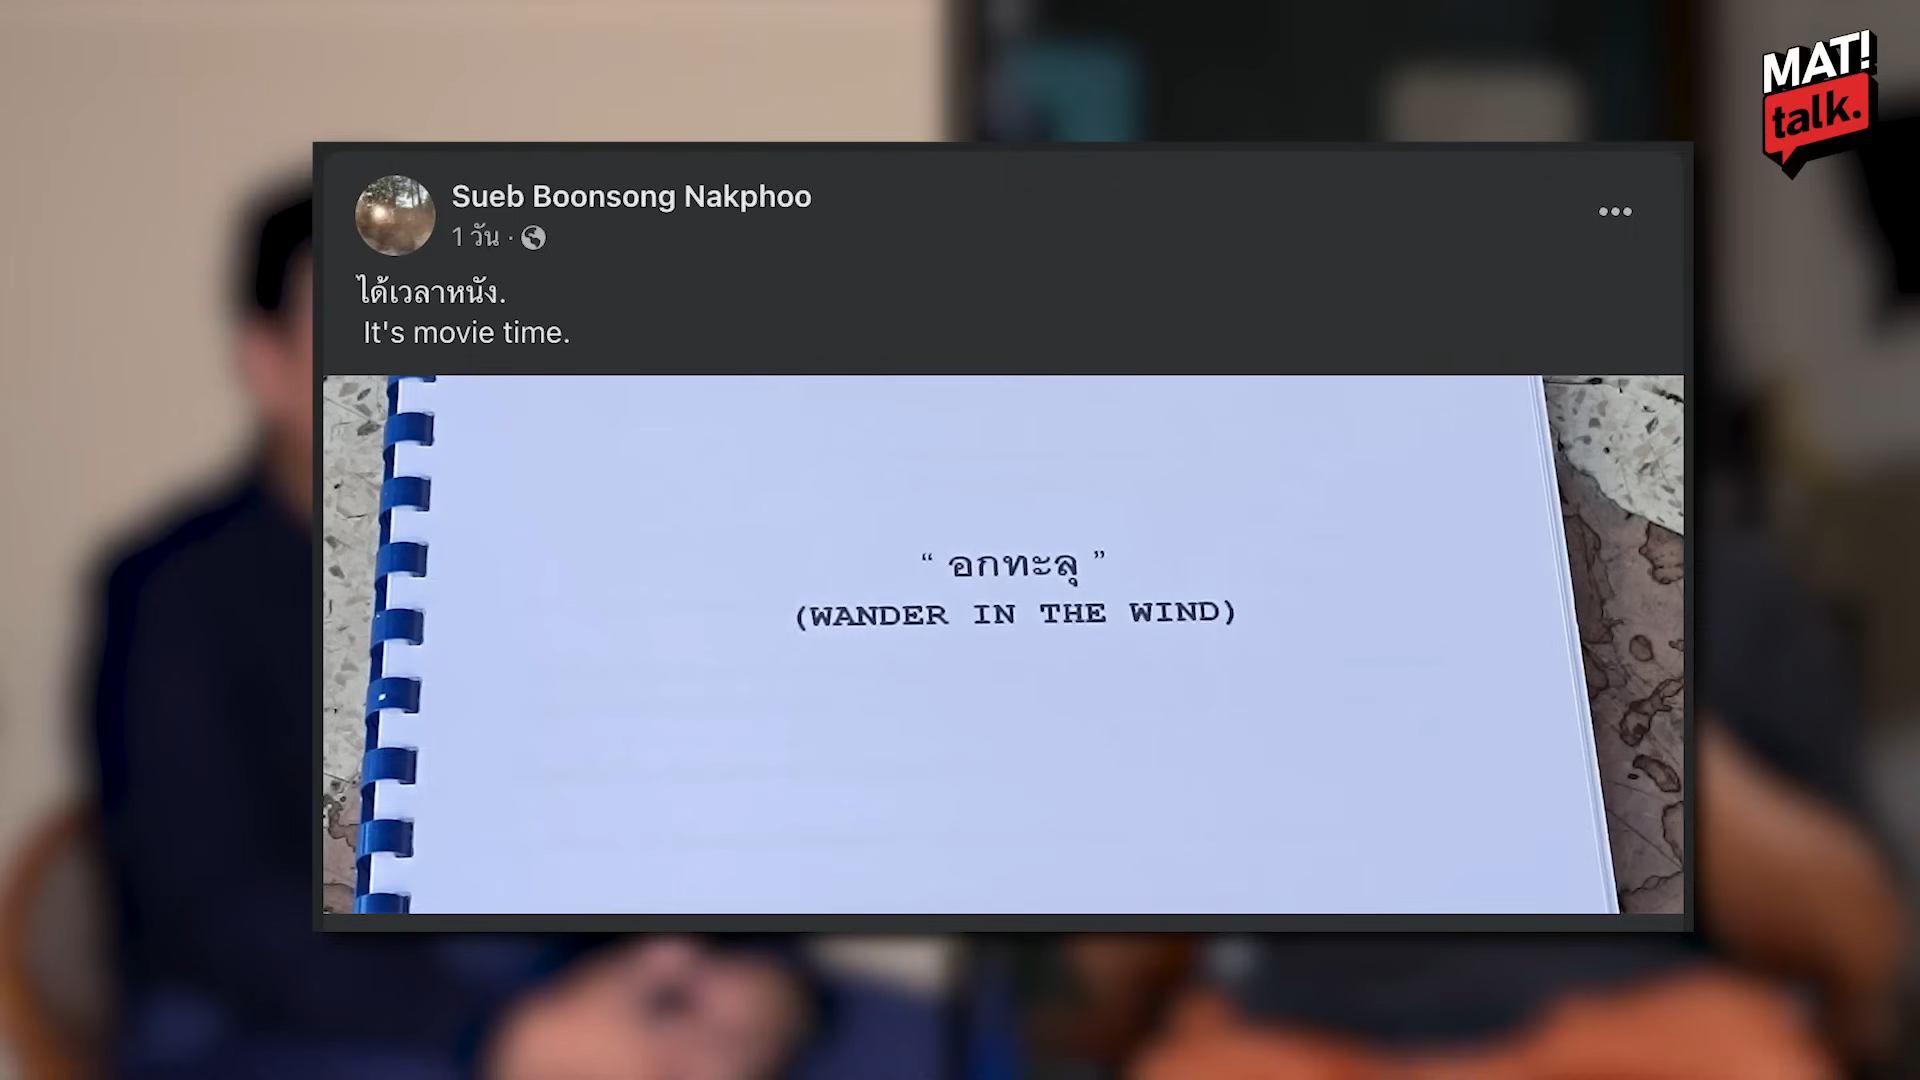 MAT!
talk.
Sueb Boonsong Nakphoo
1 วัน ·
ได้เวลาหนัง.
It's movie time.
“ อกทะลุ ”
(WANDER IN THE WIND)